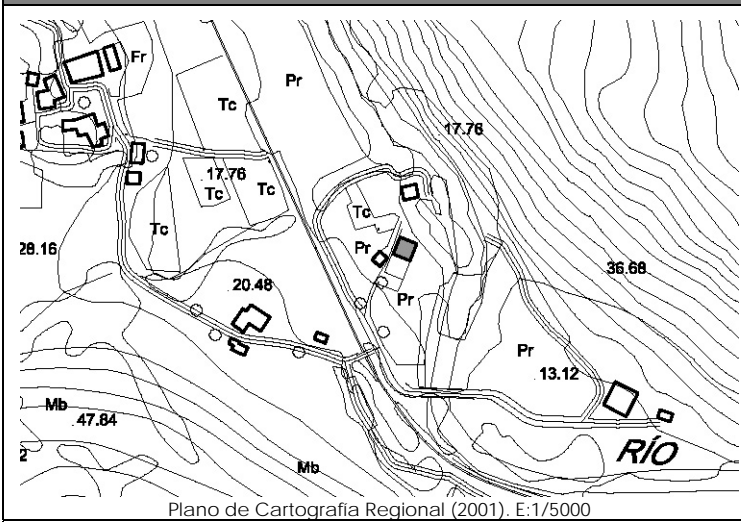 Fr
Pr
Tc
17.76
17.76
Tc
Tc
Tc
Tc
Pr
Tc
28.16
20.48
Pr
36.68
Pr
13.12
Mb
47.84
2
Mb
RÍO
Plano de Cartografía Regional (2001). E:1/5000